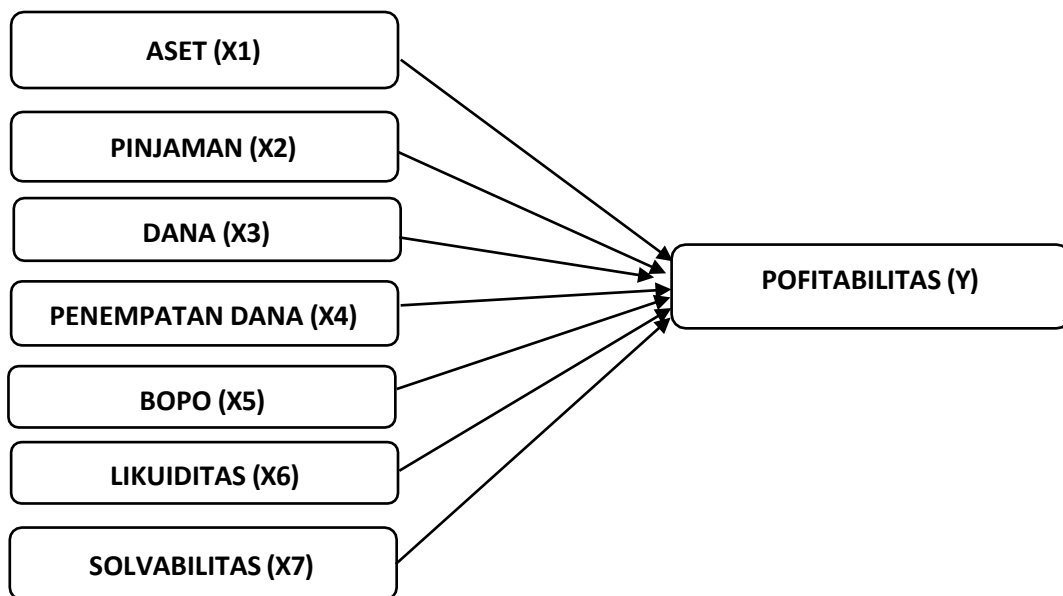 ASET (X1)
PINJAMAN (X2)
DANA (X3)
PENEMPATAN DANA (X4)
BOPO (X5)
LIKUIDITAS (X6)
SOLVABILITAS (X7)
POFITABILITAS (Y)